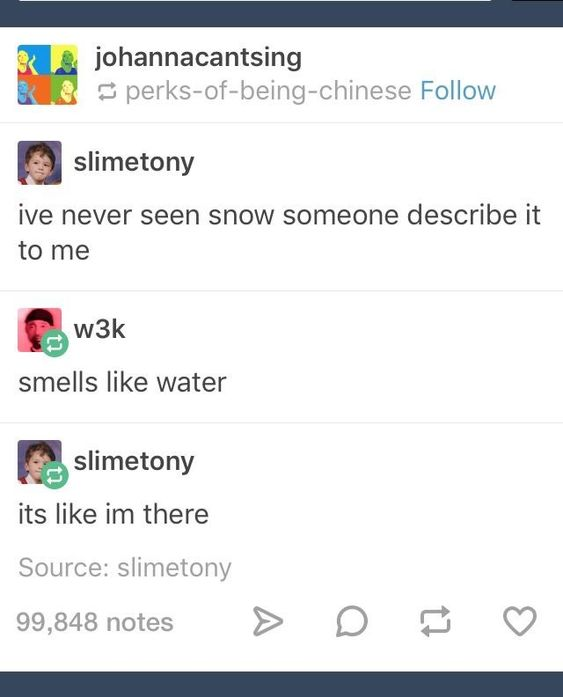 johannacantsing
perks-of-being-chinese Follow
slimetony
ive never seen snow someone describe it
to me
w3k
smells like water
slimetony
its like im there
Source: slimetony
99,848 notes